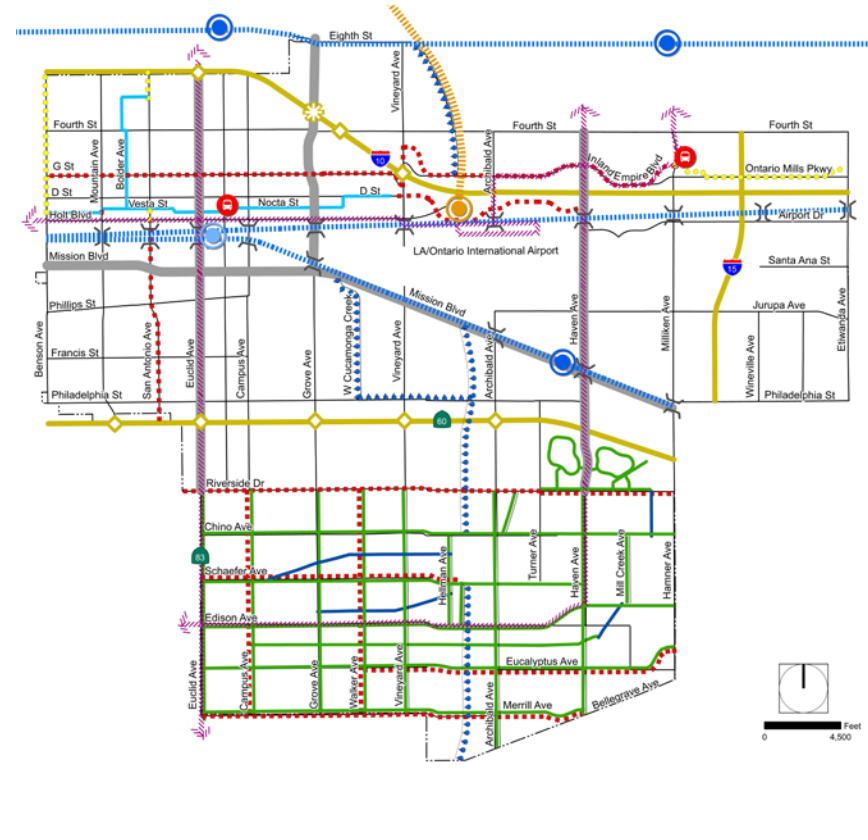 Eighth St
Vineyard Ave
Fourth St
Fourth St
Fourth St
10
Mountain Ave
Bolder Ave
Archibald Ave
Inland Empire Blvd
G St
Ontario Mills Pkwy
D St
D St
Vesta St
Nocta St
Holt Blvd
Airport Dr
LA/Ontario International Airport
Mission Blvd
Santa Ana St
15
Mission Blvd
Phillips St
Jurupa Ave
Benson Ave
San Antonio Ave
Euclid Ave
Campus Ave
Grove Ave
W Cucamonga Creek
Vineyard Ave
Archibald Ave
Haven Ave
Milliken Ave
Wineville Ave
Etiwanda Ave
Francis St
Philadelphia St
Philadelphia St
60
Riverside Dr
Chino Ave
83
Schaefer Ave
Hellman Ave
Turner Ave
Haven Ave
Mill Creek Ave
Hamner Ave
Edison Ave
Eucalyptus Ave
Euclid Ave
Campus Ave
Grove Ave
Walker Ave
Vineyard Ave
Archibald Ave
Merrill Ave
Bellegrave Ave
Feet
0 4,500